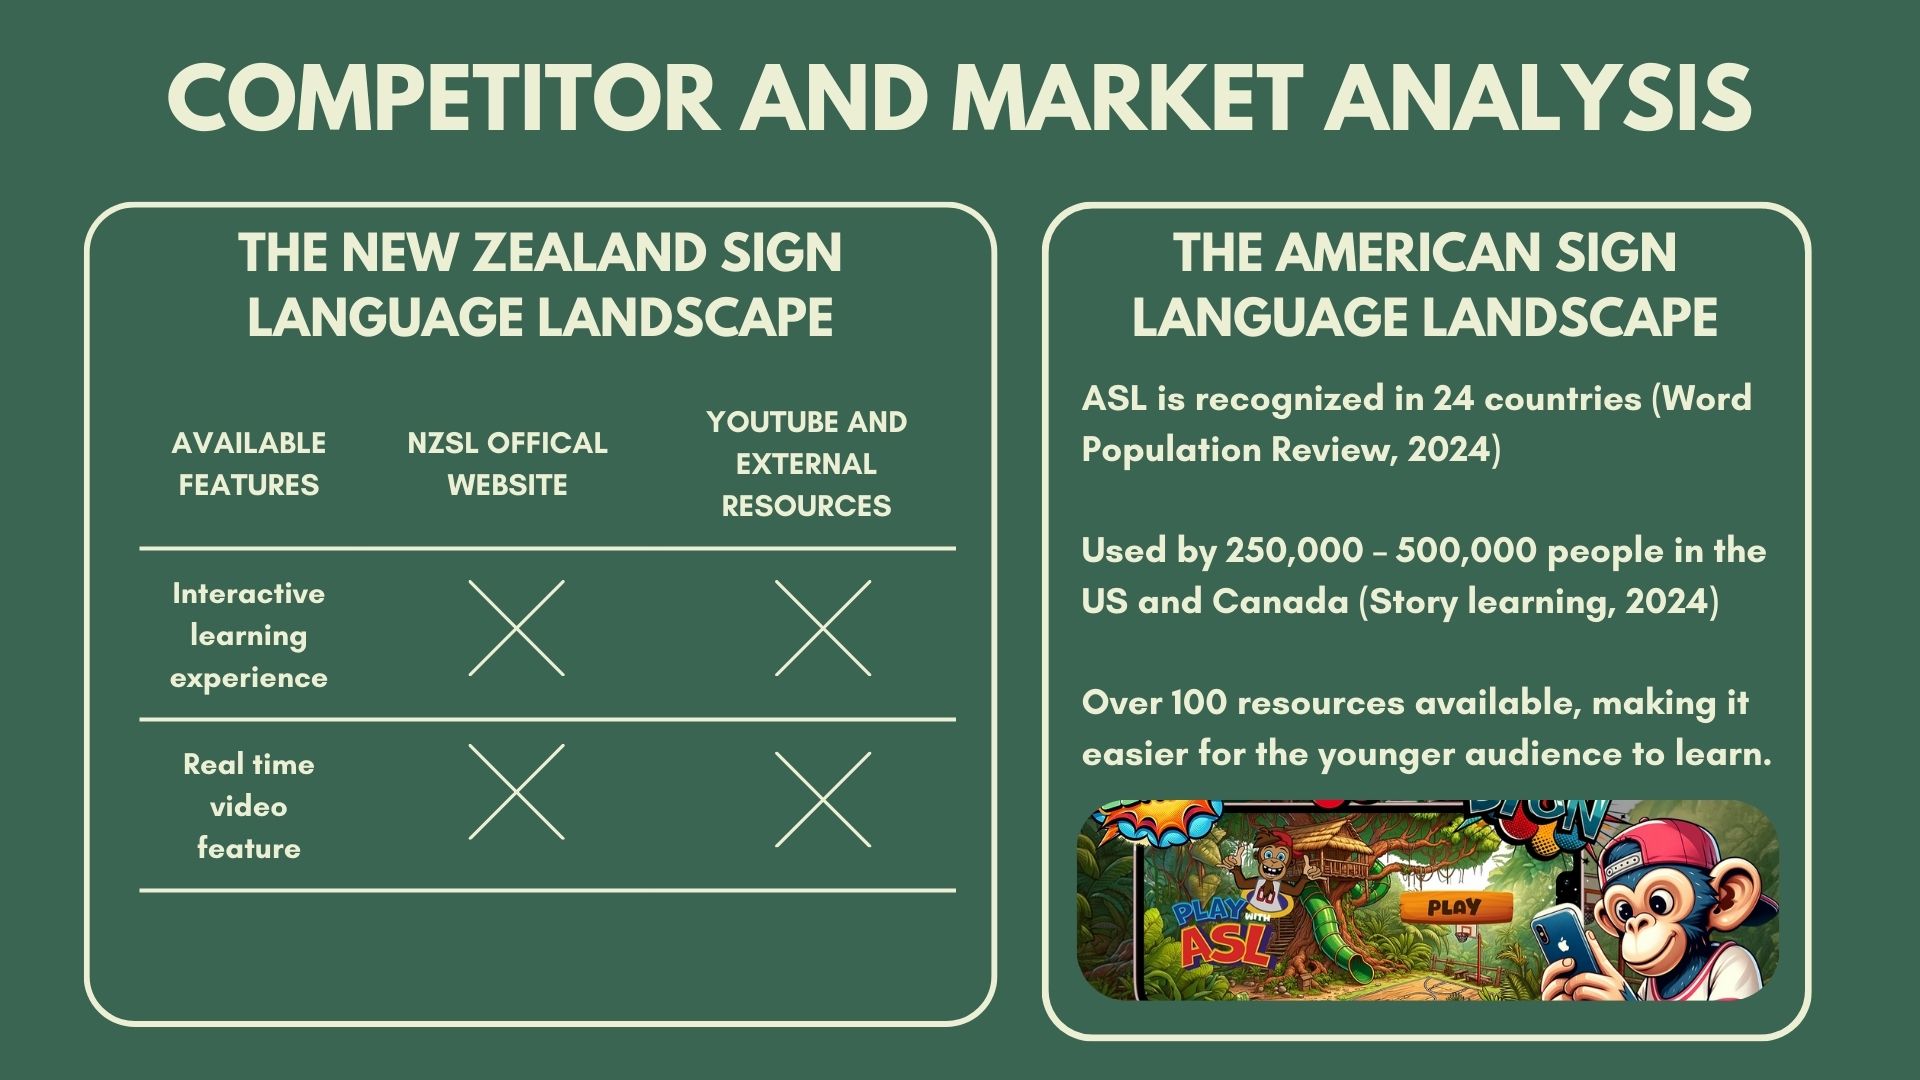 COMPETITOR AND MARKET ANALYSIS
THE NEW ZEALAND SIGN
LANGUAGE LANDSCAPE
AVAILABLE
FEATURES
NZSL OFFICAL
WEBSITE
YOUTUBE AND
EXTERNAL
RESOURCES
Interactive
learning
experience
Real time
video
feature
THE AMERICAN SIGN
LANGUAGE LANDSCAPE
ASL is recognized in 24 countries (Word
Population Review, 2024)
Used by 250,000 – 500,000 people in the
US and Canada (Story learning, 2024)
Over 100 resources available, making it
easier for the younger audience to learn.
PLAY
WITH
ASL
PLAY